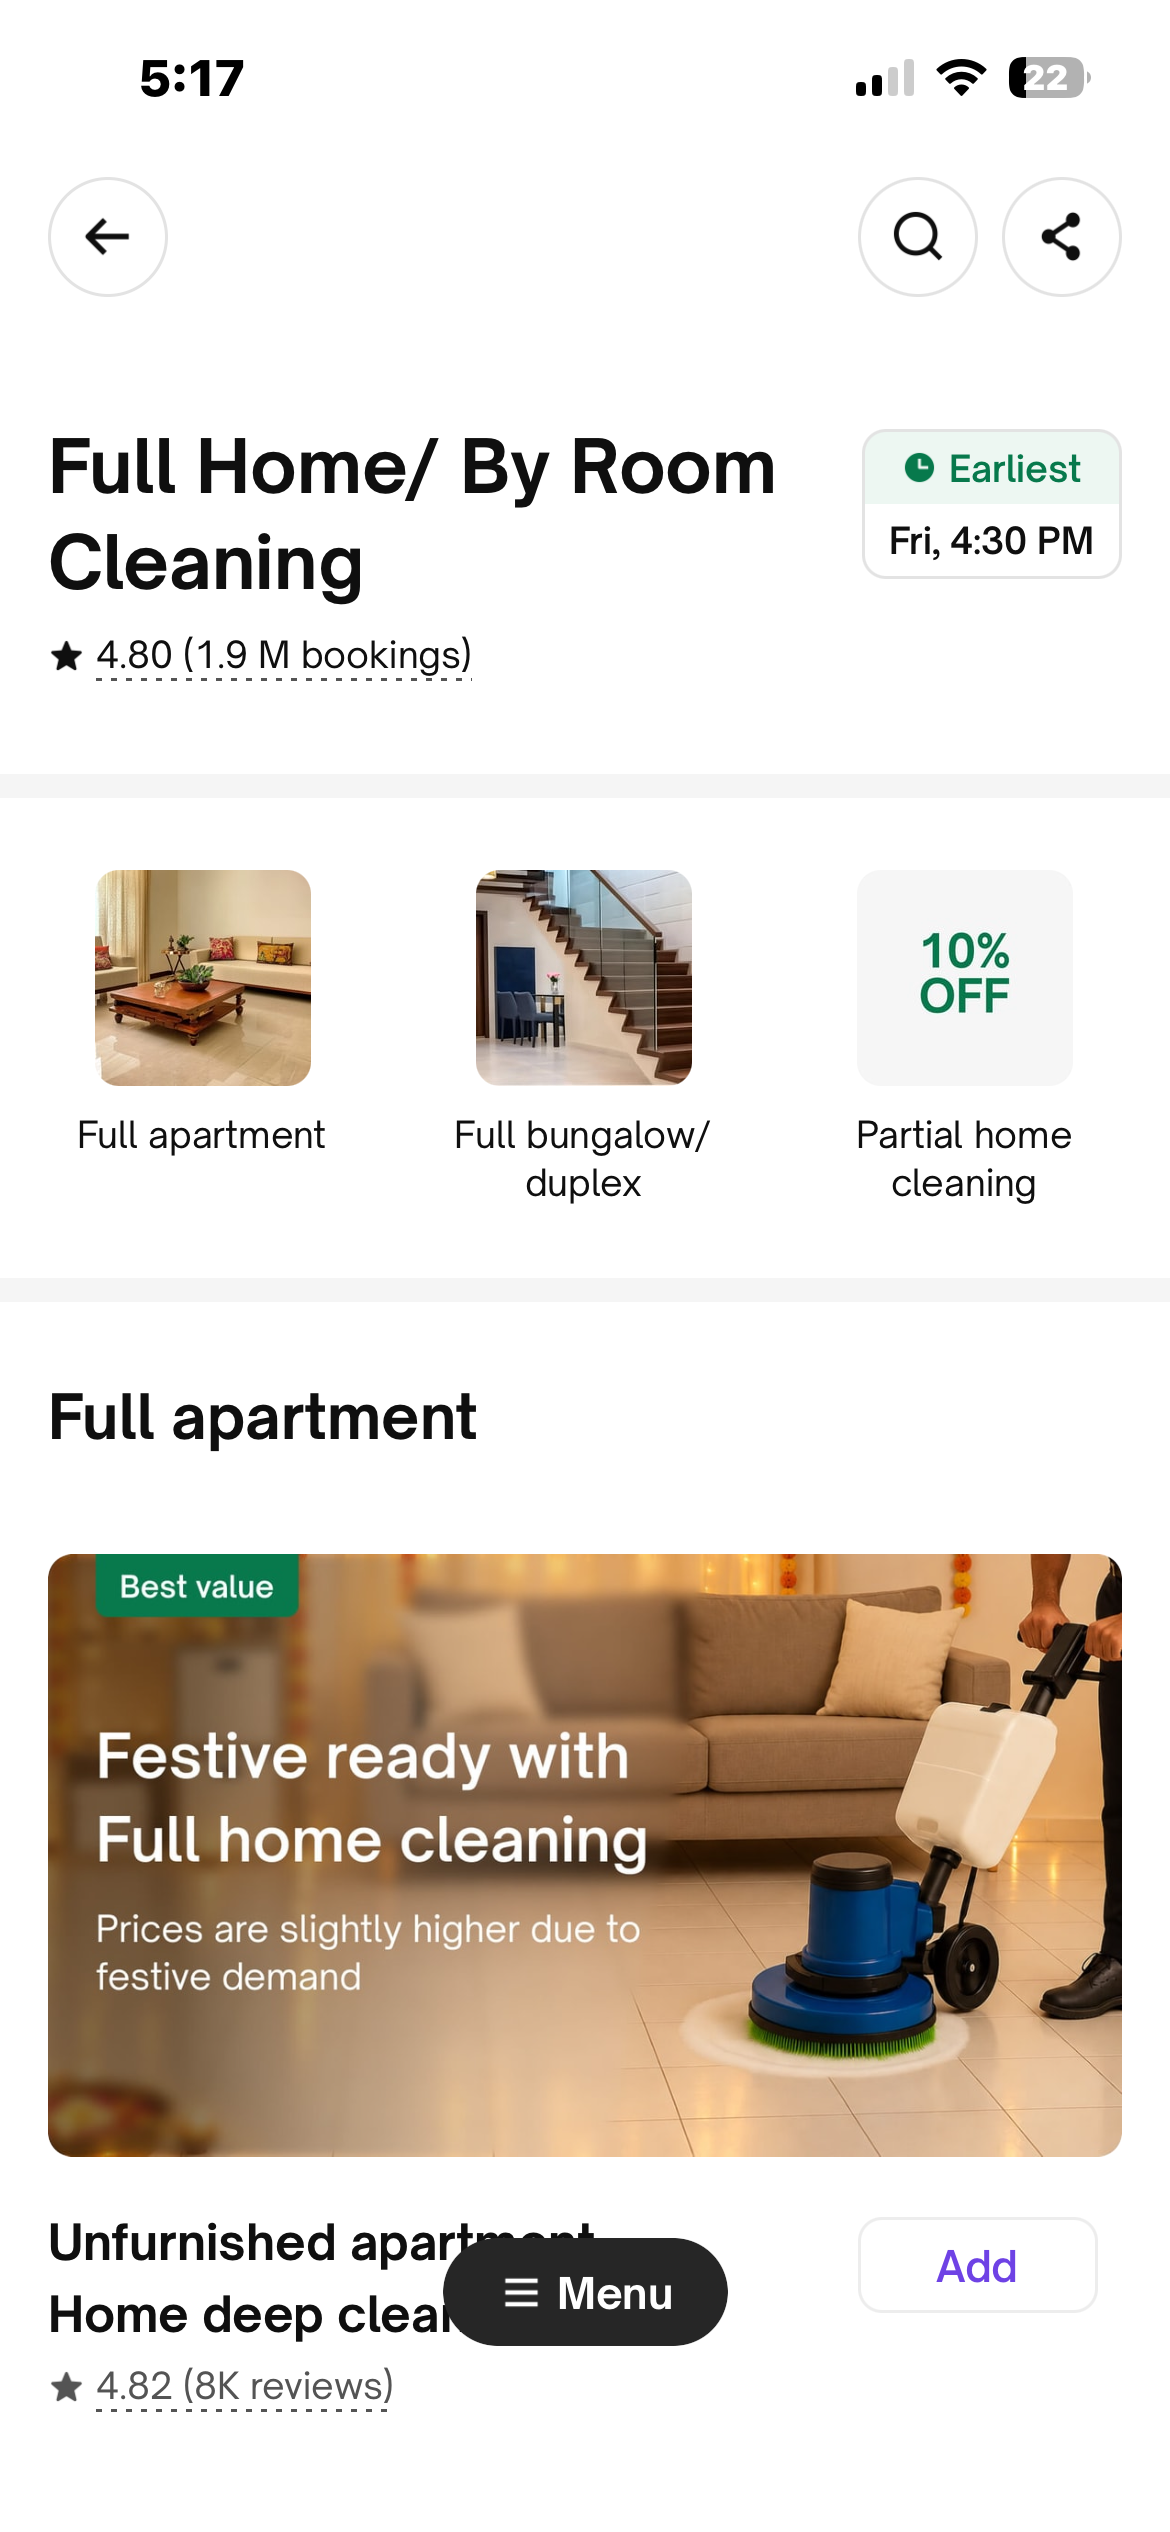 5:17
22
Full Home/ By Room
Cleaning
Earliest
Fri, 4:30 PM
4.80 (1.9 M bookings)
10%
OFF
Full apartment
Full bungalow/
duplex
Partial home
cleaning
Full apartment
Best value
Festive ready with
Full home cleaning
Prices are slightly higher due to
festive demand
Unfurnished apartment
Home deep
Add
Menu
4.82 (8K reviews)